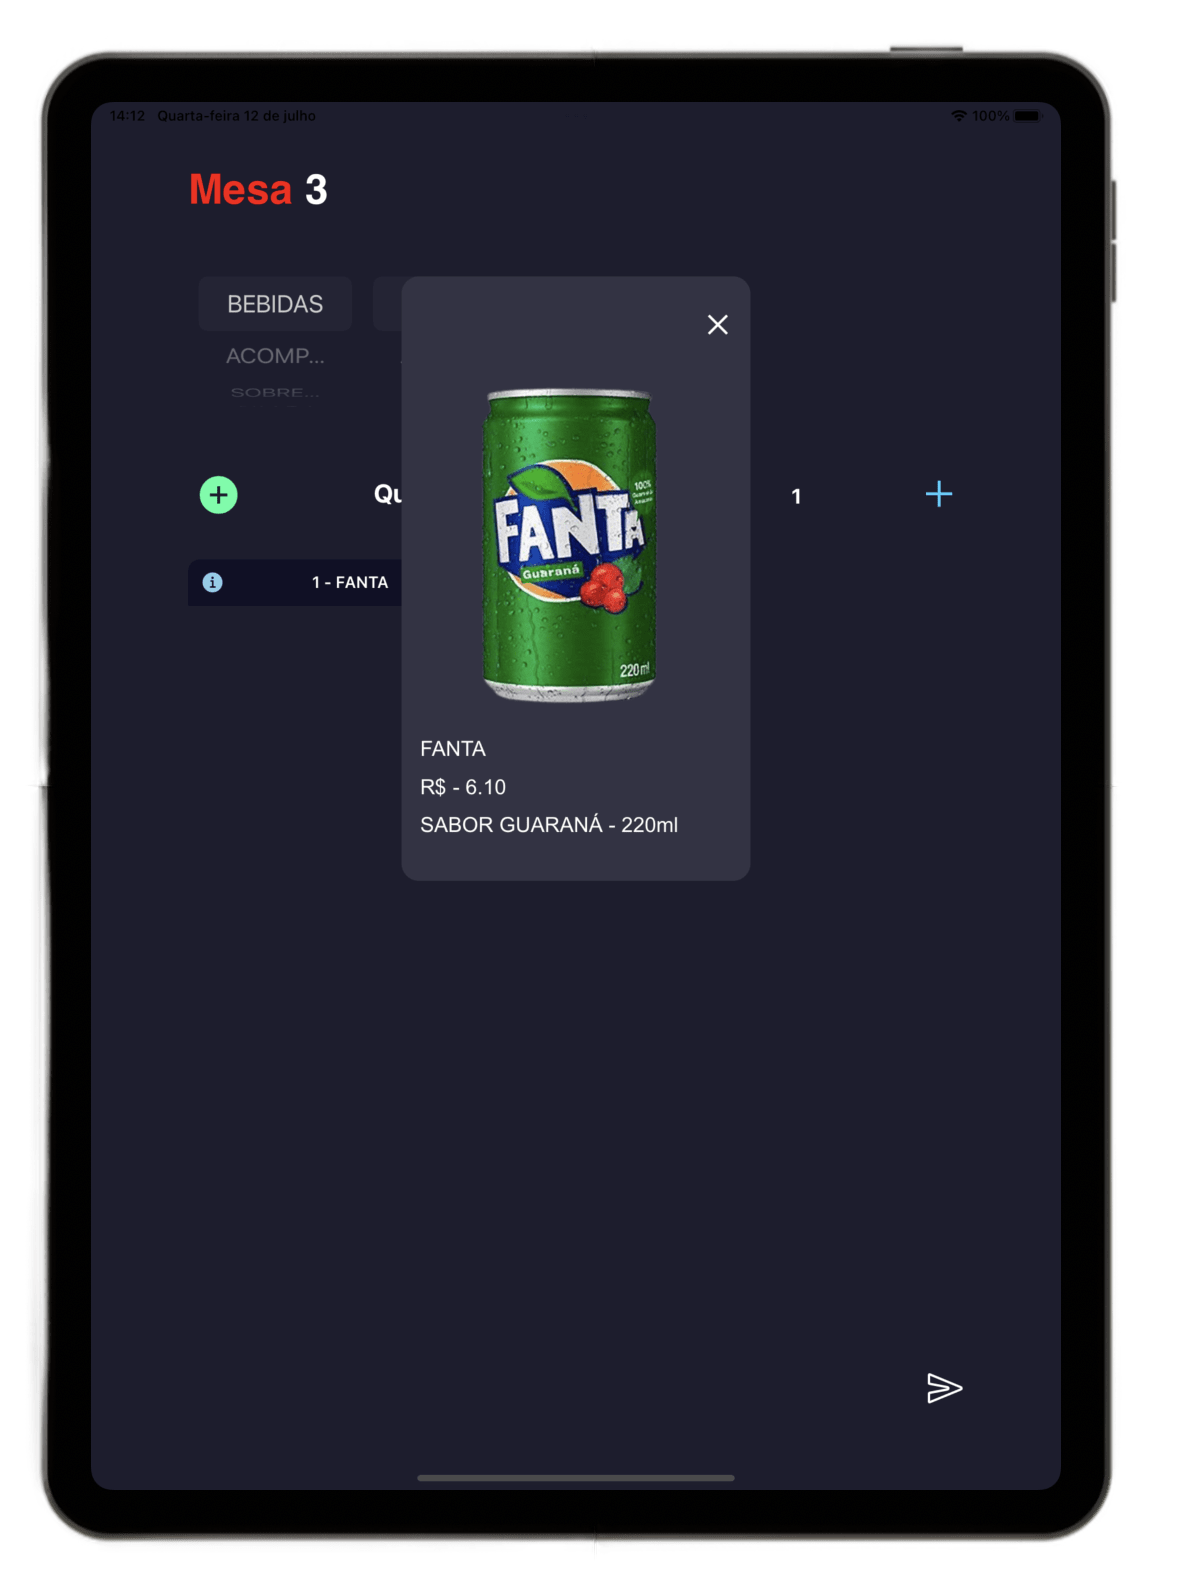 14:12 Quarta-feira 12 de julho
100%
Mesa 3
BEBIDAS
ACOMP...
SOBRE...
Qu
1
1 - FANTA
100%
FANTA
Guaraná
220ml
FANTA
R$ - 6.10
SABOR GUARANÁ - 220ml